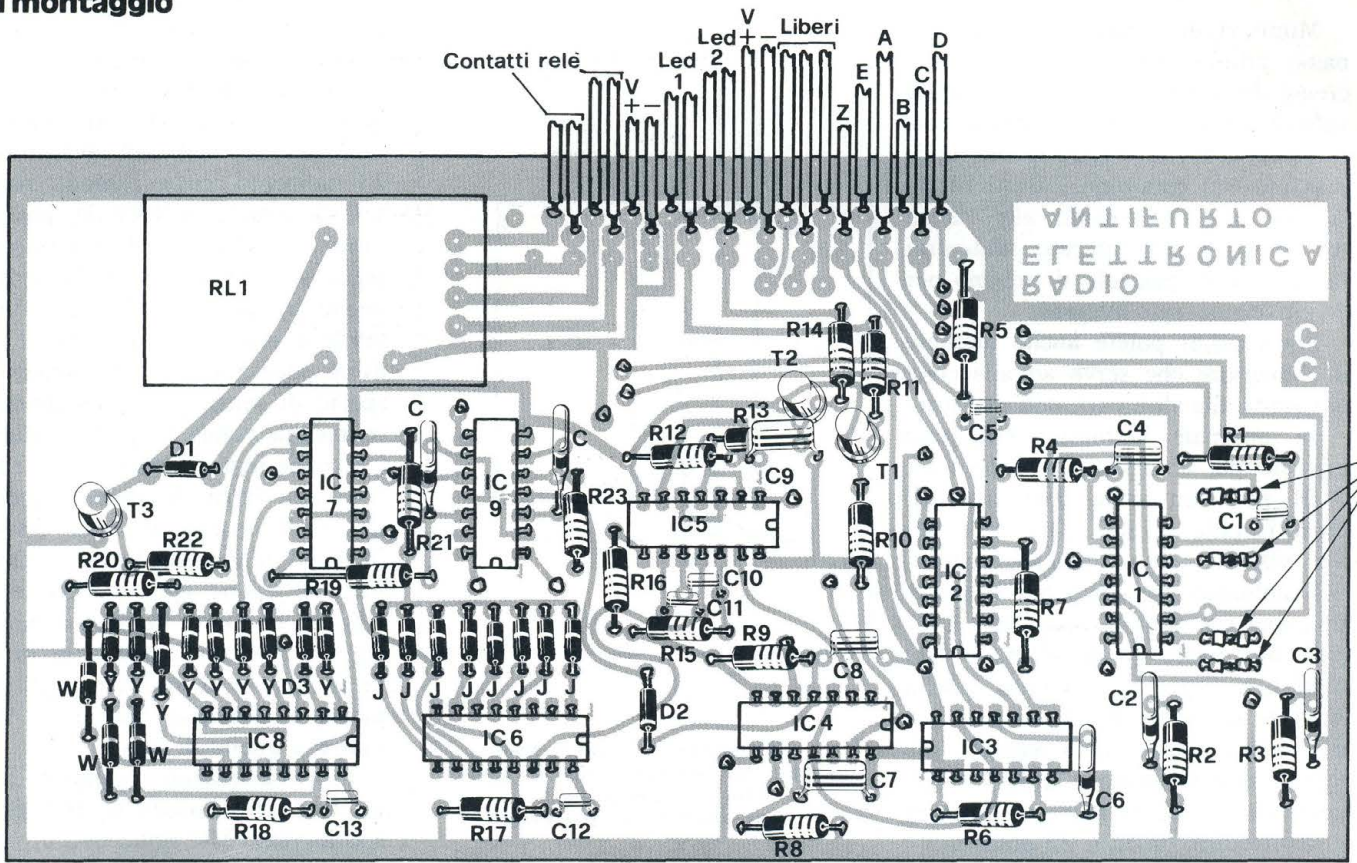 l montaggio
Contatti relè
V
+ -
Led
1
Led
2
V
+ -
Liberi
Z
E
A
B
C
D
RL1
ANTIFURTO
ELETTRONICA
RADIO
C
C
R14
T2
R11
R5
D1
IC
7
C
IC
9
C
R12
R13
C9
T1
C5
R4
C4
R1
T3
R21
R23
IC5
R10
IC
2
IC
1
C1
R22
R20
R19
R16
C10
C11
R7
R15
R9
C8
W
Y
Y
Y
Y
Y
Y
Y
D3
Y
J
J
J
J
J
J
J
J
D2
C2
C3
W
W
IC8
IC6
IC4
IC3
R2
R3
C7
C6
R18
C13
R17
C12
R8
R6